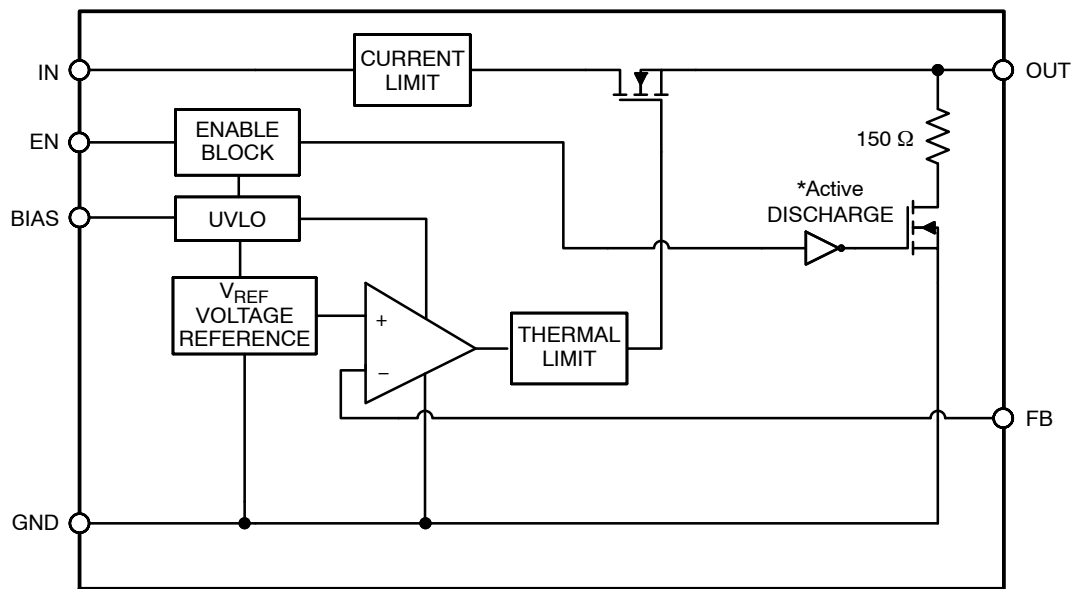 IN
CURRENT
LIMIT
OUT
EN
ENABLE
BLOCK
150 Ω
*Active
DISCHARGE
BIAS
UVLO
VREF
VOLTAGE
REFERENCE
+
−
THERMAL
LIMIT
FB
GND